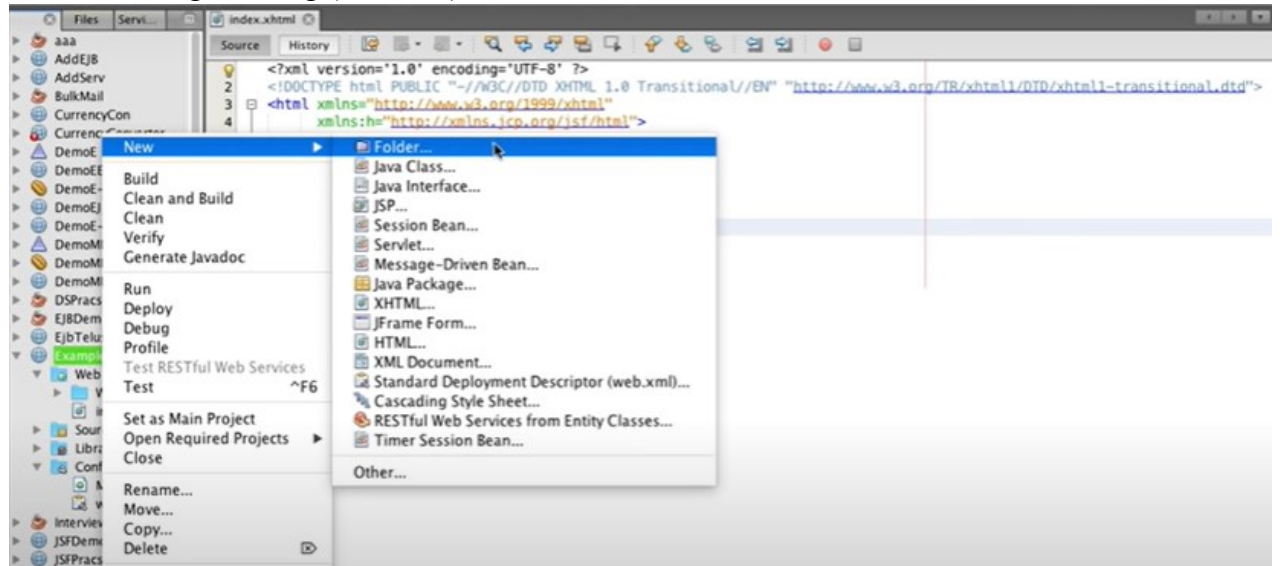 Files Servi... index.xhtml
Source History
aaa
AddEJB
AddServ
BulkMail
CurrencyCon
DemoE
DemoEE
DemoE-
DemoEJ
DemoE-
DemoM
DemoM
DemoM
DSPracs
EJBDem
EjbTelu
Exampl
Web
Sour
Libra
Conf
Interview
JSFDem
JSFPracs
1 <?xml version='1.0' encoding='UTF-8' ?>
2 <!DOCTYPE html PUBLIC "-//W3C//DTD XHTML 1.0 Transitional//EN" "http://www.w3.org/TR/xhtml1/DTD/xhtml1-transitional.dtd">
3 <html xmlns="http://www.w3.org/1999/xhtml"
4 xmlns:h="http://xmlns.jcp.org/jsf/html">
New
Build
Clean and Build
Clean
Verify
Generate Javadoc
Run
Deploy
Debug
Profile
Test RESTful Web Services
Test ^F6
Set as Main Project
Open Required Projects
Close
Rename...
Move...
Copy...
Delete
Folder...
Java Class...
Java Interface...
JSP...
Session Bean...
Servlet...
Message-Driven Bean...
Java Package...
XHTML...
JFrame Form...
HTML...
XML Document...
Standard Deployment Descriptor (web.xml)...
Cascading Style Sheet...
RESTful Web Services from Entity Classes...
Timer Session Bean...
Other...